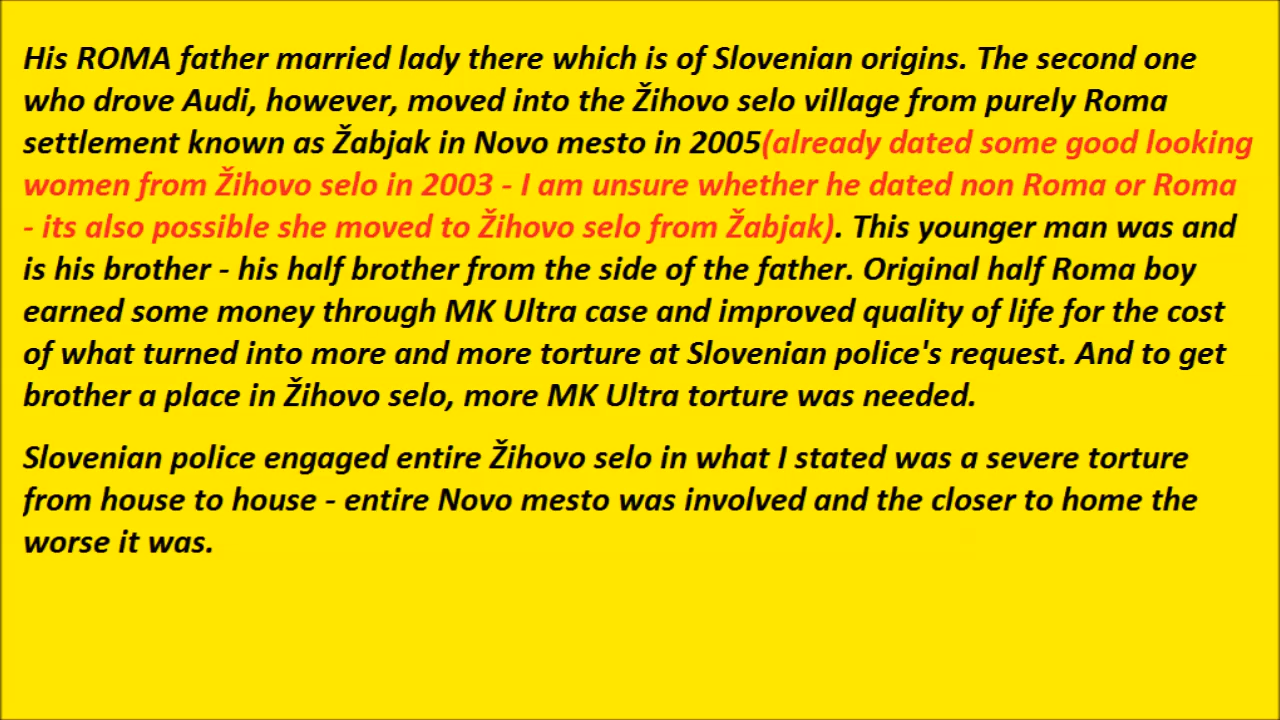 His ROMA father married lady there which is of Slovenian origins. The second one
who drove Audi, however, moved into the Žihovo selo village from purely Roma
settlement known as Žabjak in Novo mesto in 2005(already dated some good looking
women from Žihovo selo in 2003 - I am unsure whether he dated non Roma or Roma
- its also possible she moved to Žihovo selo from Žabjak). This younger man was and
is his brother - his half brother from the side of the father. Original half Roma boy
earned some money through MK Ultra case and improved quality of life for the cost
of what turned into more and more torture at Slovenian police's request. And to get
brother a place in Žihovo selo, more MK Ultra torture was needed.
Slovenian police engaged entire Žihovo selo in what I stated was a severe torture
from house to house - entire Novo mesto was involved and the closer to home the
worse it was.